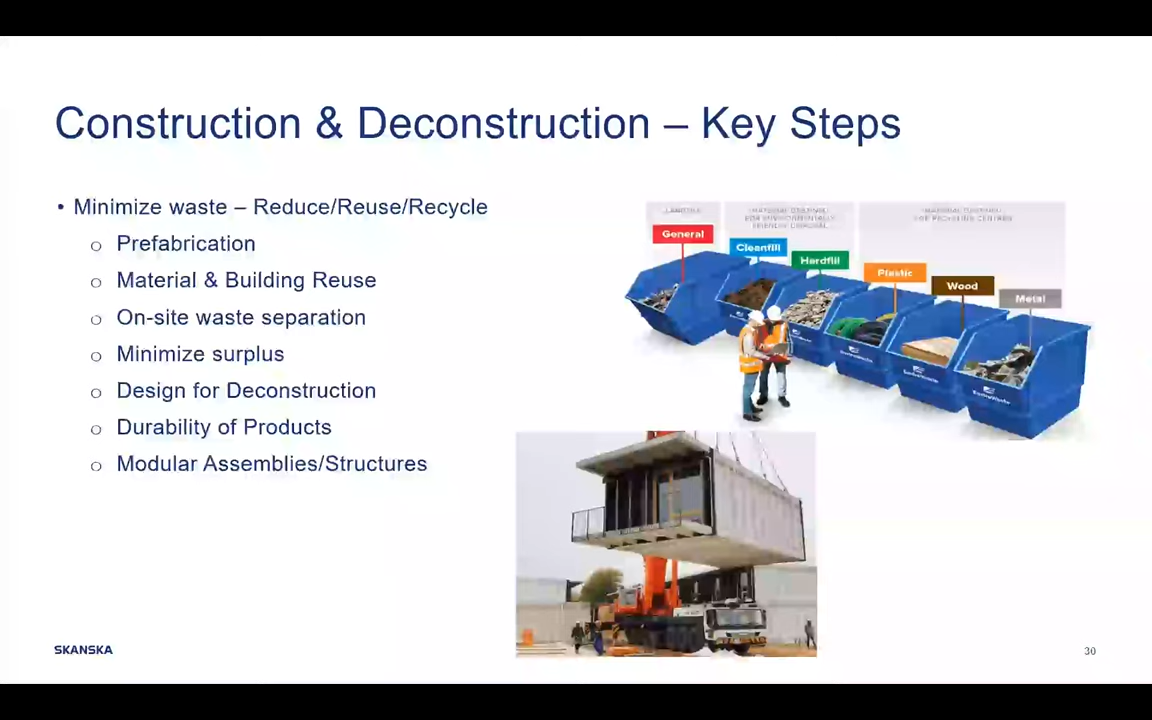 Construction & Deconstruction – Key Steps
• Minimize waste – Reduce/Reuse/Recycle
o Prefabrication
o Material & Building Reuse
o On-site waste separation
o Minimize surplus
o Design for Deconstruction
o Durability of Products
o Modular Assemblies/Structures
General
Cleanfill
Hardfill
Plastic
Wood
Metal
SKANSKA
30